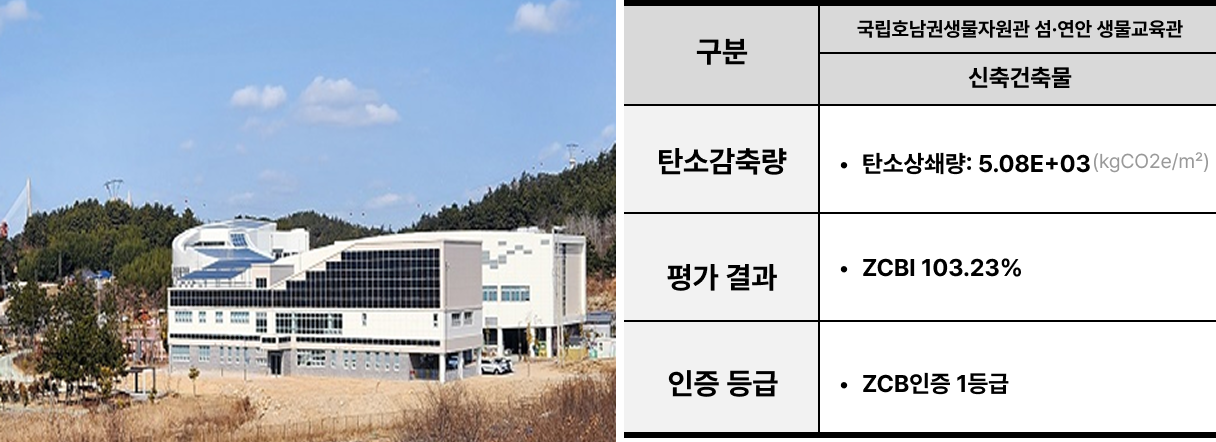 구분
국립호남권생물자원관 섬·연안 생물교육관
신축건축물
탄소감축량
• 탄소상쇄량: 5.08E+03(kgCO2e/m²)
평가 결과
• ZCBI 103.23%
인증 등급
• ZCB인증 1등급